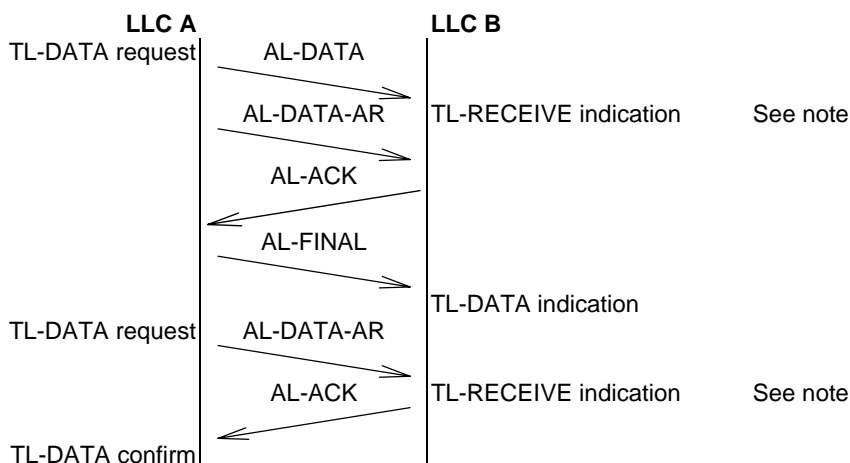 LLC A LLC B
TL-DATA request AL-DATA
AL-DATA-AR TL-RECEIVE indication See note
AL-ACK
AL-FINAL
TL-DATA indication
TL-DATA request AL-DATA-AR
AL-ACK TL-RECEIVE indication See note
TL-DATA confirm